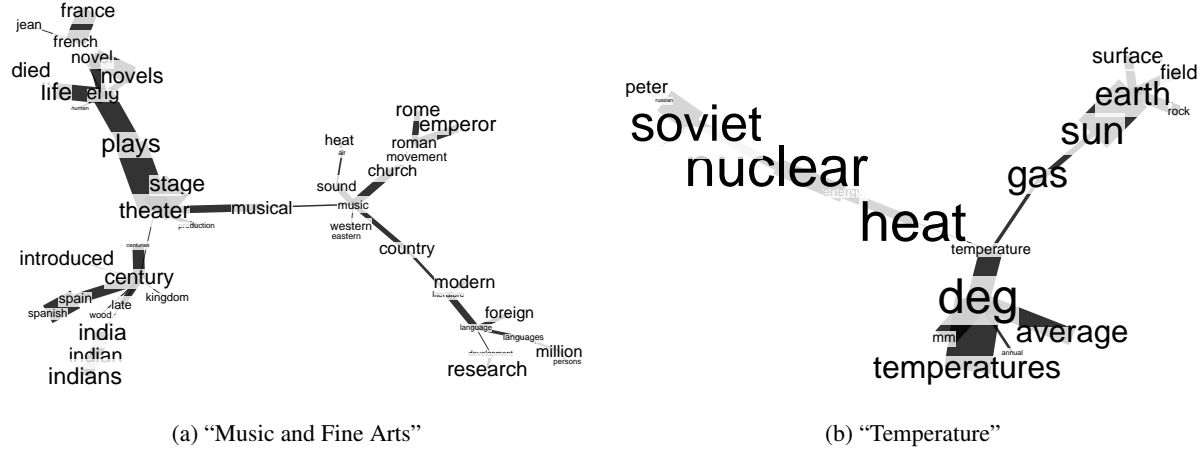 france
jean
french
novel
died
novels
life
eng
human
plays
stage
theater
musical
production
centuries
introduced
century
spain
kingdom
spanish
late
wood
india
indian
indians
rome
emperor
heat
air
roman
movement
church
sound
music
western
eastern
country
modern
literature
foreign
language
languages
development
million
persons
research
(a) “Music and Fine Arts”
peter
russian
soviet
nuclear
energy
heat
temperature
surface
field
earth
rock
sun
gas
deg
mm
average
annual
temperatures
(b) “Temperature”